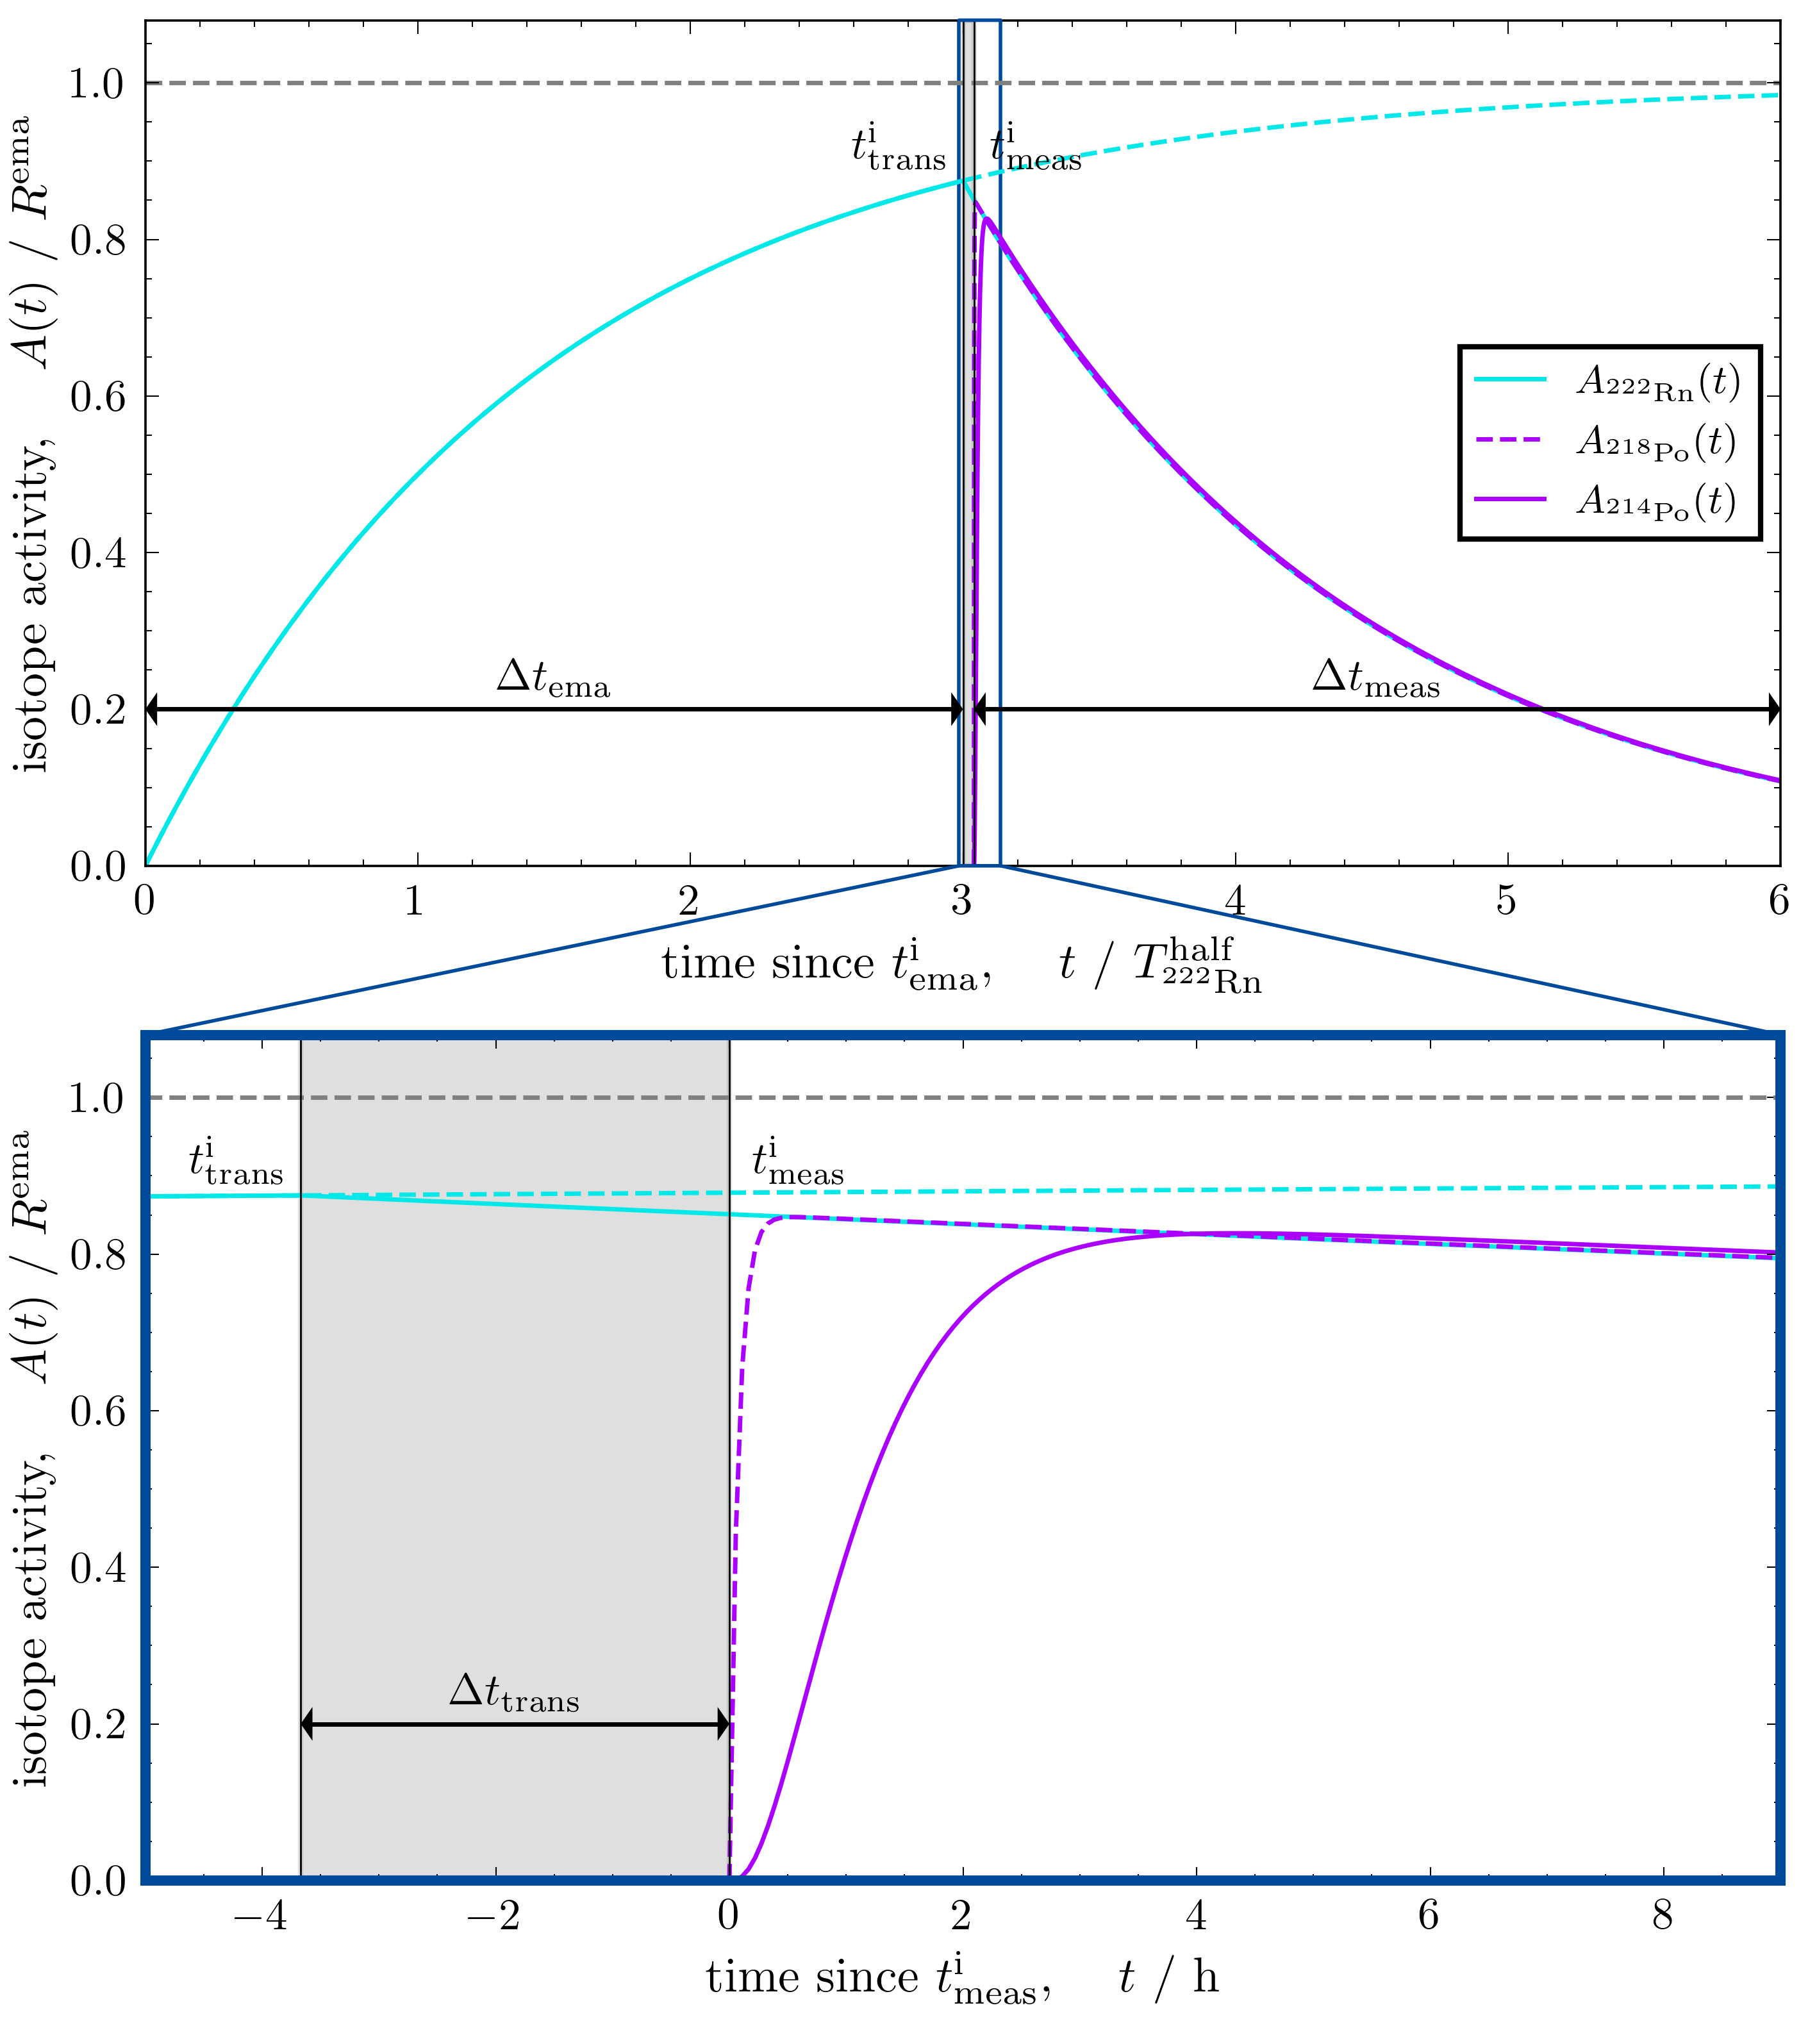 isotope activity, A(t) / R^ema
1.0
0.8
0.6
0.4
0.2
0.0
t^i_trans
t^i_meas
A_222Rn(t)
A_218Po(t)
A_214Po(t)
Δt_ema
Δt_meas
0 1 2 3 4 5 6
time since t^i_ema, t / T^half_222Rn
isotope activity, A(t) / R^ema
1.0
0.8
0.6
0.4
0.2
0.0
t^i_trans
t^i_meas
Δt_trans
−4 −2 0 2 4 6 8
time since t^i_meas, t / h